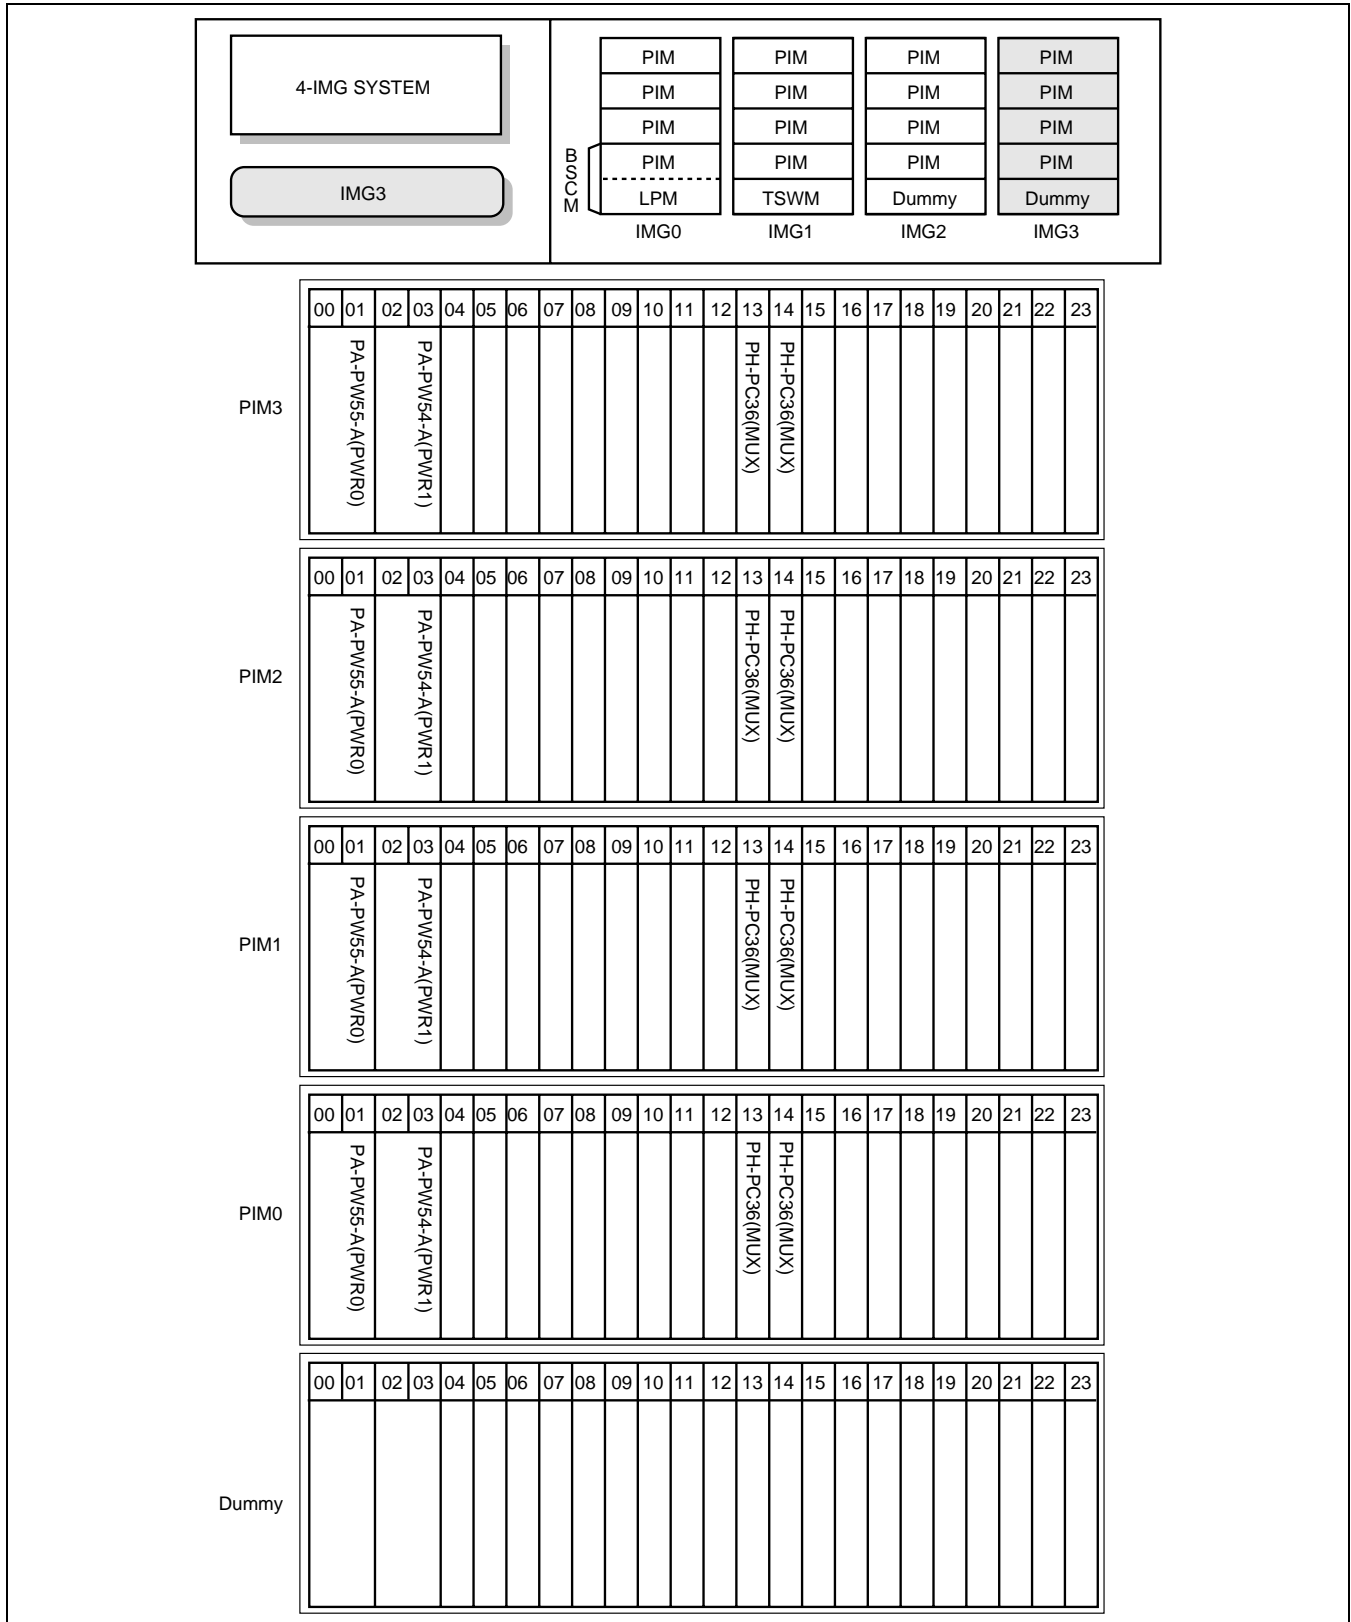 4-IMG SYSTEM
IMG3
B
S
C
M
PIM PIM PIM PIM
PIM PIM PIM PIM
PIM PIM PIM PIM
PIM PIM PIM PIM
LPM TSWM Dummy Dummy
IMG0 IMG1 IMG2 IMG3
PIM3
00 01 02 03 04 05 06 07 08 09 10 11 12 13 14 15 16 17 18 19 20 21 22 23
PA-PW55-A(PWR0)
PA-PW54-A(PWR1)
PH-PC36(MUX)
PH-PC36(MUX)
PIM2
00 01 02 03 04 05 06 07 08 09 10 11 12 13 14 15 16 17 18 19 20 21 22 23
PA-PW55-A(PWR0)
PA-PW54-A(PWR1)
PH-PC36(MUX)
PH-PC36(MUX)
PIM1
00 01 02 03 04 05 06 07 08 09 10 11 12 13 14 15 16 17 18 19 20 21 22 23
PA-PW55-A(PWR0)
PA-PW54-A(PWR1)
PH-PC36(MUX)
PH-PC36(MUX)
PIM0
00 01 02 03 04 05 06 07 08 09 10 11 12 13 14 15 16 17 18 19 20 21 22 23
PA-PW55-A(PWR0)
PA-PW54-A(PWR1)
PH-PC36(MUX)
PH-PC36(MUX)
Dummy
00 01 02 03 04 05 06 07 08 09 10 11 12 13 14 15 16 17 18 19 20 21 22 23